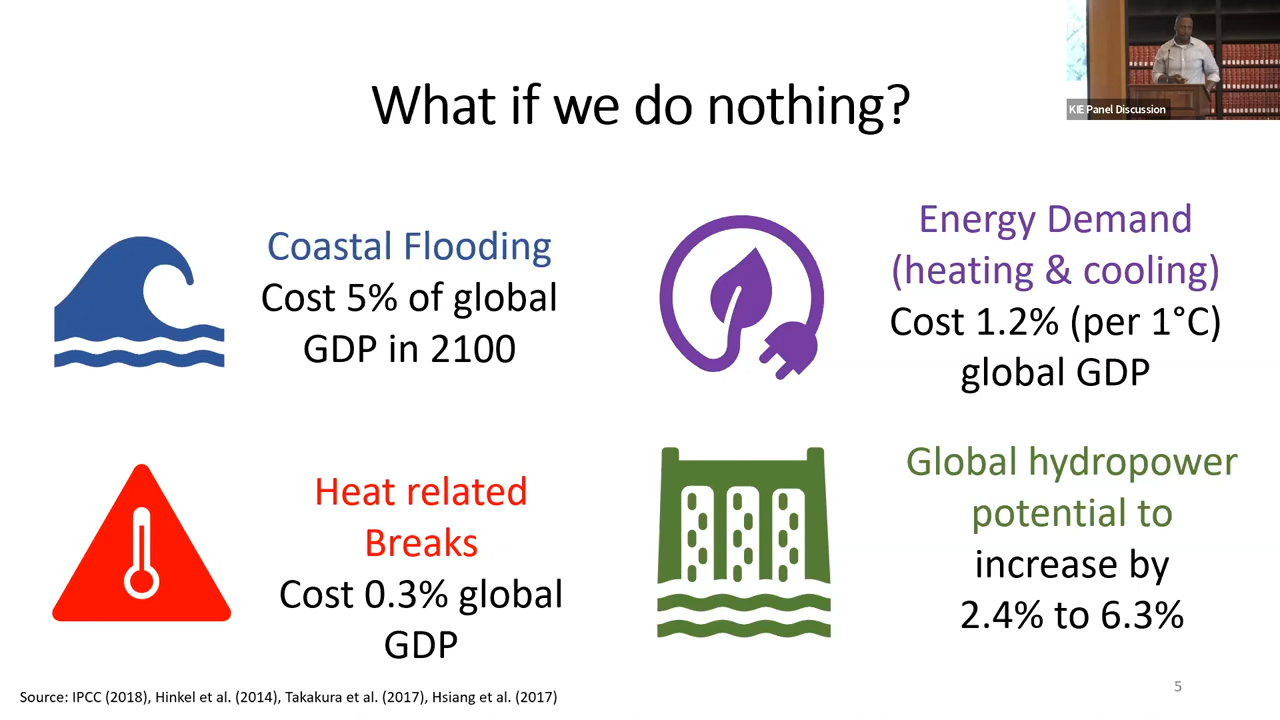 What if we do nothing?
KIE Panel Discussion
Coastal Flooding
Cost 5% of global
GDP in 2100
Energy Demand
(heating & cooling)
Cost 1.2% (per 1°C)
global GDP
Heat related
Breaks
Cost 0.3% global
GDP
Global hydropower
potential to
increase by
2.4% to 6.3%
Source: IPCC (2018), Hinkel et al. (2014), Takakura et al. (2017), Hsiang et al. (2017)
5